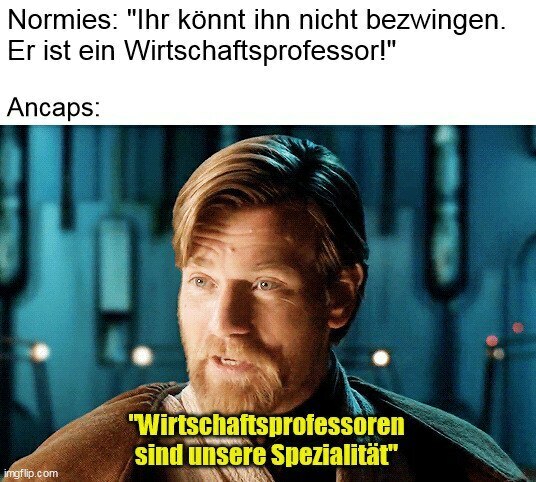 Normies: "Ihr könnt ihn nicht bezwingen.
Er ist ein Wirtschaftsprofessor!"
Ancaps:
"Wirtschaftsprofessoren
sind unsere Spezialität"
imgflip.com